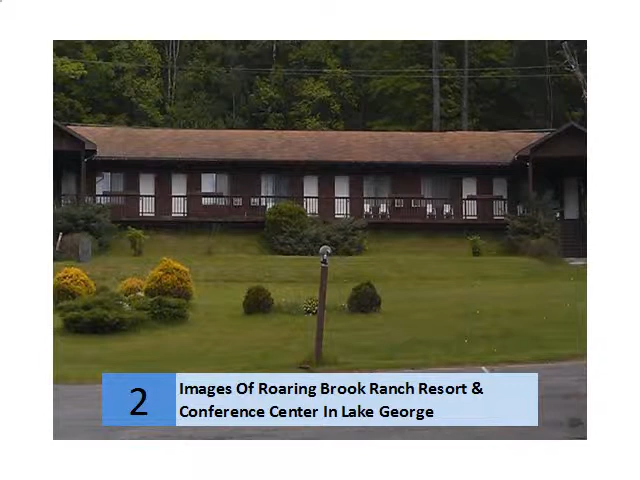 2
Images Of Roaring Brook Ranch Resort &
Conference Center In Lake George